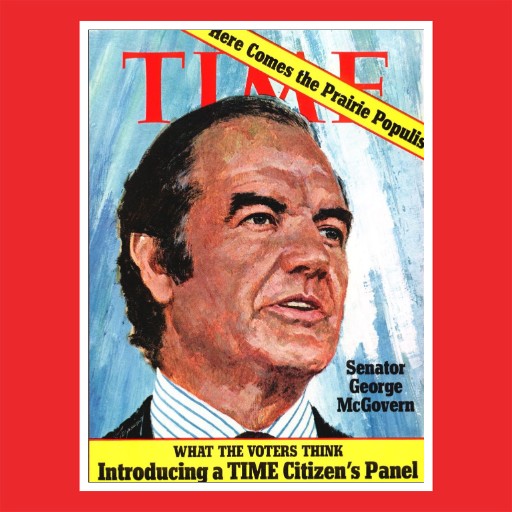 Here Comes the Prairie Populis
TIME
Senator
George
McGovern
WHAT THE VOTERS THINK
Introducing a TIME Citizen's Panel